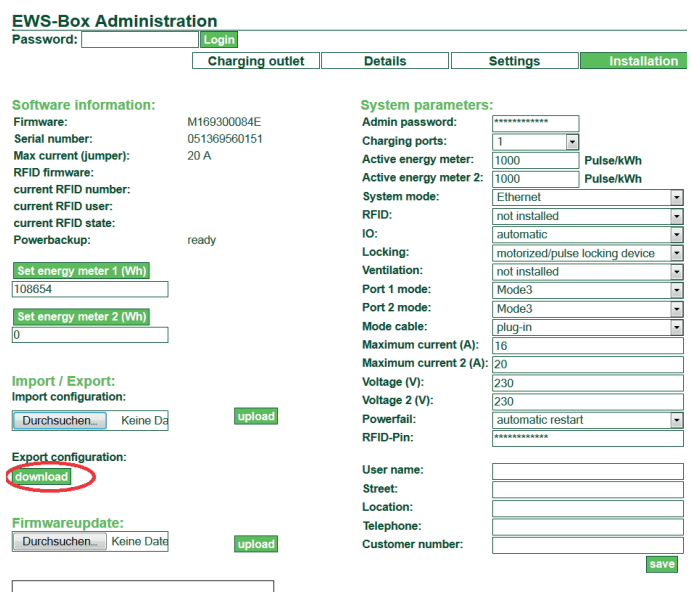 EWS-Box Administration
Password:
Login
Charging outlet
Details
Settings
Installation
Software information:
Firmware: M169300084E
Serial number: 051369560151
Max current (jumper): 20 A
RFID firmware:
current RFID number:
current RFID user:
current RFID state:
Powerbackup: ready
Set energy meter 1 (Wh)
108654
Set energy meter 2 (Wh)
0
Import / Export:
Import configuration:
Durchsuchen... Keine Da
upload
Export configuration:
download
Firmwareupdate:
Durchsuchen... Keine Date
upload
System parameters:
Admin password: ************
Charging ports: 1
Active energy meter: 1000 Pulse/kWh
Active energy meter 2: 1000 Pulse/kWh
System mode: Ethernet
RFID: not installed
IO: automatic
Locking: motorized/pulse locking device
Ventilation: not installed
Port 1 mode: Mode3
Port 2 mode: Mode3
Mode cable: plug-in
Maximum current (A): 16
Maximum current 2 (A): 20
Voltage (V): 230
Voltage 2 (V): 230
Powerfail: automatic restart
RFID-Pin: ************
User name:
Street:
Location:
Telephone:
Customer number:
save